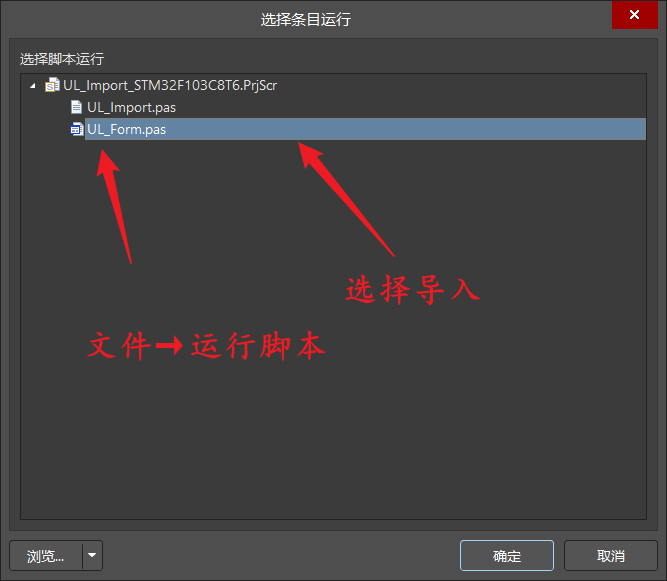 选择条目运行
选择脚本运行
UL_Import_STM32F103C8T6.PrjScr
UL_Import.pas
UL_Form.pas
选择导入
文件→运行脚本
浏览...
确定
取消